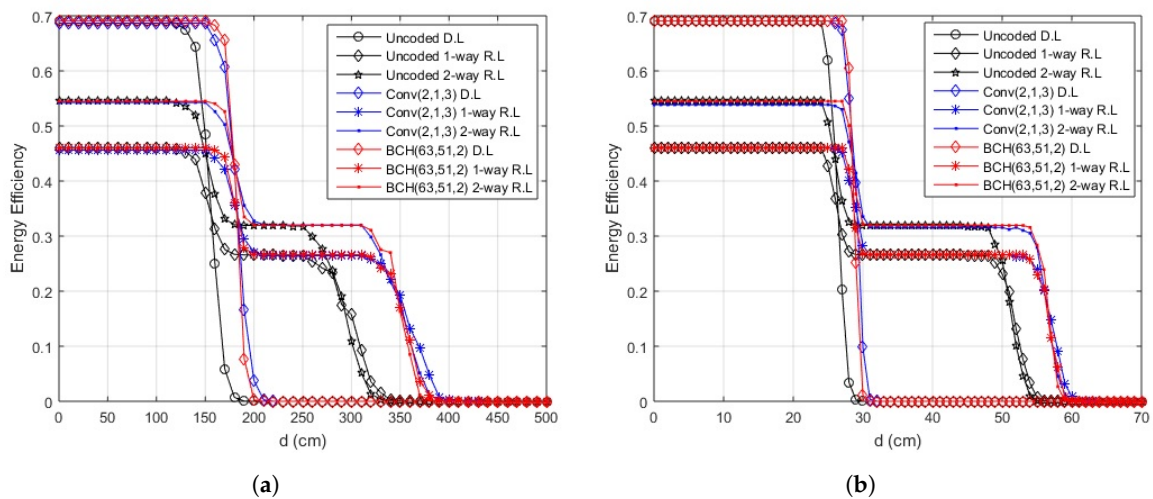 0.7
0.6
0.5
0.4
0.3
0.2
0.1
0
Energy Efficiency
Uncoded D.L
Uncoded 1-way R.L
Uncoded 2-way R.L
Conv(2,1,3) D.L
Conv(2,1,3) 1-way R.L
Conv(2,1,3) 2-way R.L
BCH(63,51,2) D.L
BCH(63,51,2) 1-way R.L
BCH(63,51,2) 2-way R.L
0 50 100 150 200 250 300 350 400 450 500
d (cm)
(a)
0.7
0.6
0.5
0.4
0.3
0.2
0.1
0
Energy Efficiency
Uncoded D.L
Uncoded 1-way R.L
Uncoded 2-way R.L
Conv(2,1,3) D.L
Conv(2,1,3) 1-way R.L
Conv(2,1,3) 2-way R.L
BCH(63,51,2) D.L
BCH(63,51,2) 1-way R.L
BCH(63,51,2) 2-way R.L
0 10 20 30 40 50 60 70
d (cm)
(b)